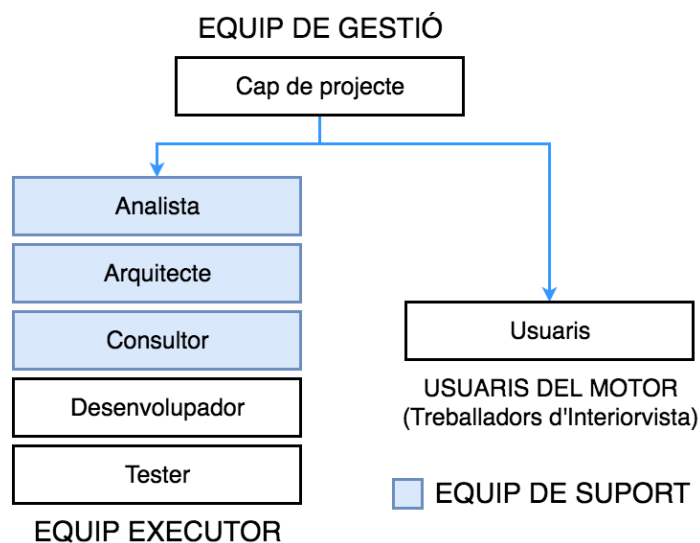 EQUIP DE GESTIÓ
Cap de projecte
Analista
Arquitecte
Consultor
Desenvolupador
Tester
EQUIP EXECUTOR
Usuaris
USUARIS DEL MOTOR
(Treballadors d'Interiorvista)
EQUIP DE SUPORT